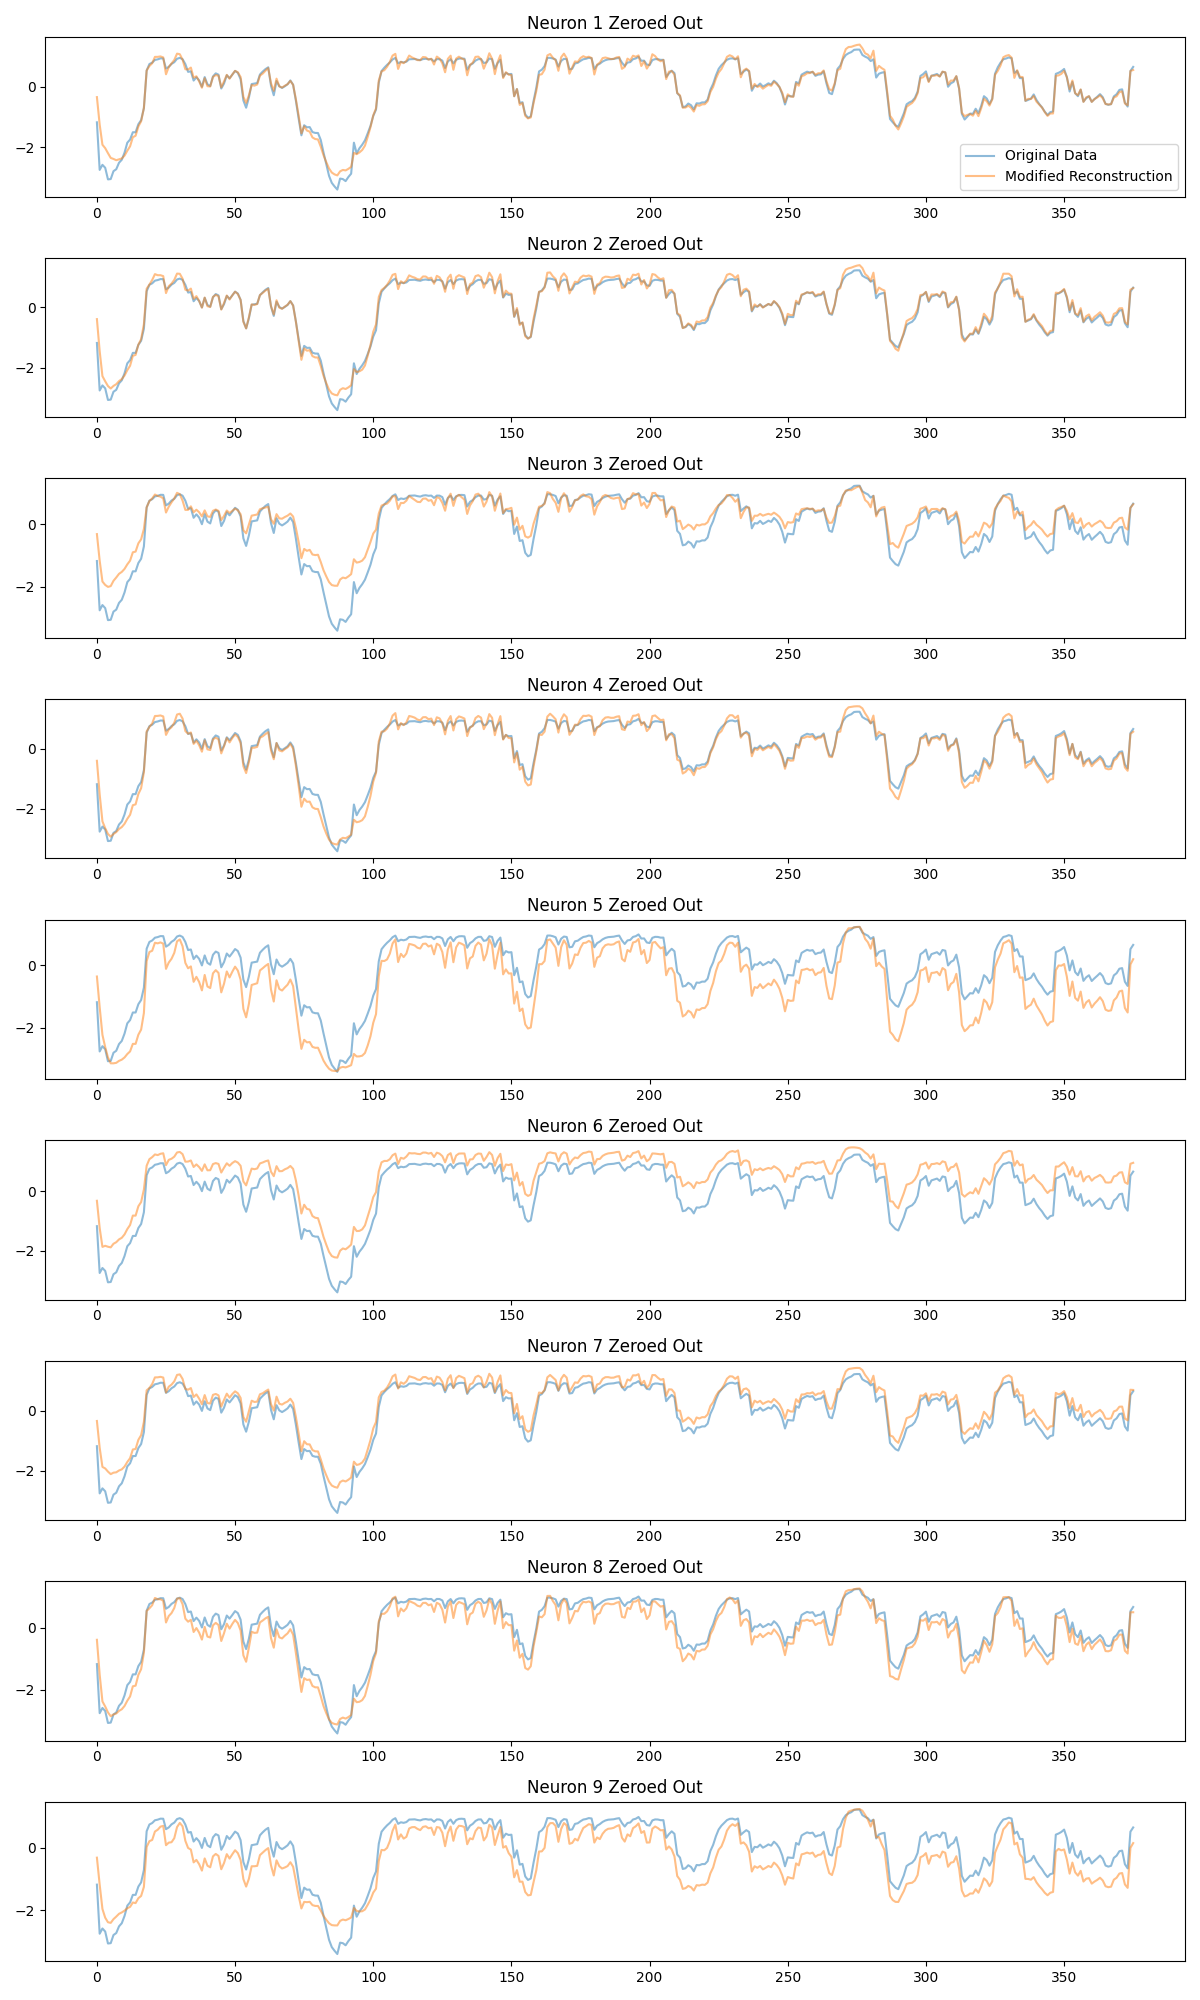 Neuron 1 Zeroed Out
0
−2
Original Data
Modified Reconstruction
0 50 100 150 200 250 300 350
Neuron 2 Zeroed Out
0
−2
0 50 100 150 200 250 300 350
Neuron 3 Zeroed Out
0
−2
0 50 100 150 200 250 300 350
Neuron 4 Zeroed Out
0
−2
0 50 100 150 200 250 300 350
Neuron 5 Zeroed Out
0
−2
0 50 100 150 200 250 300 350
Neuron 6 Zeroed Out
0
−2
0 50 100 150 200 250 300 350
Neuron 7 Zeroed Out
0
−2
0 50 100 150 200 250 300 350
Neuron 8 Zeroed Out
0
−2
0 50 100 150 200 250 300 350
Neuron 9 Zeroed Out
0
−2
0 50 100 150 200 250 300 350